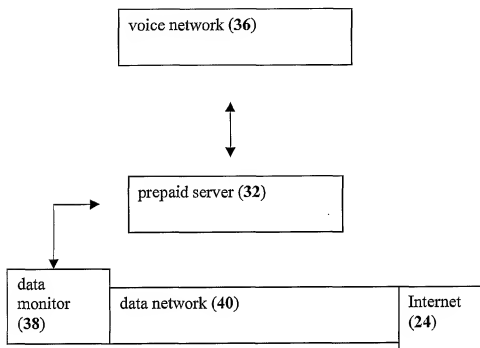 voice network (36)
prepaid server (32)
data
monitor
(38)
data network (40)
Internet
(24)